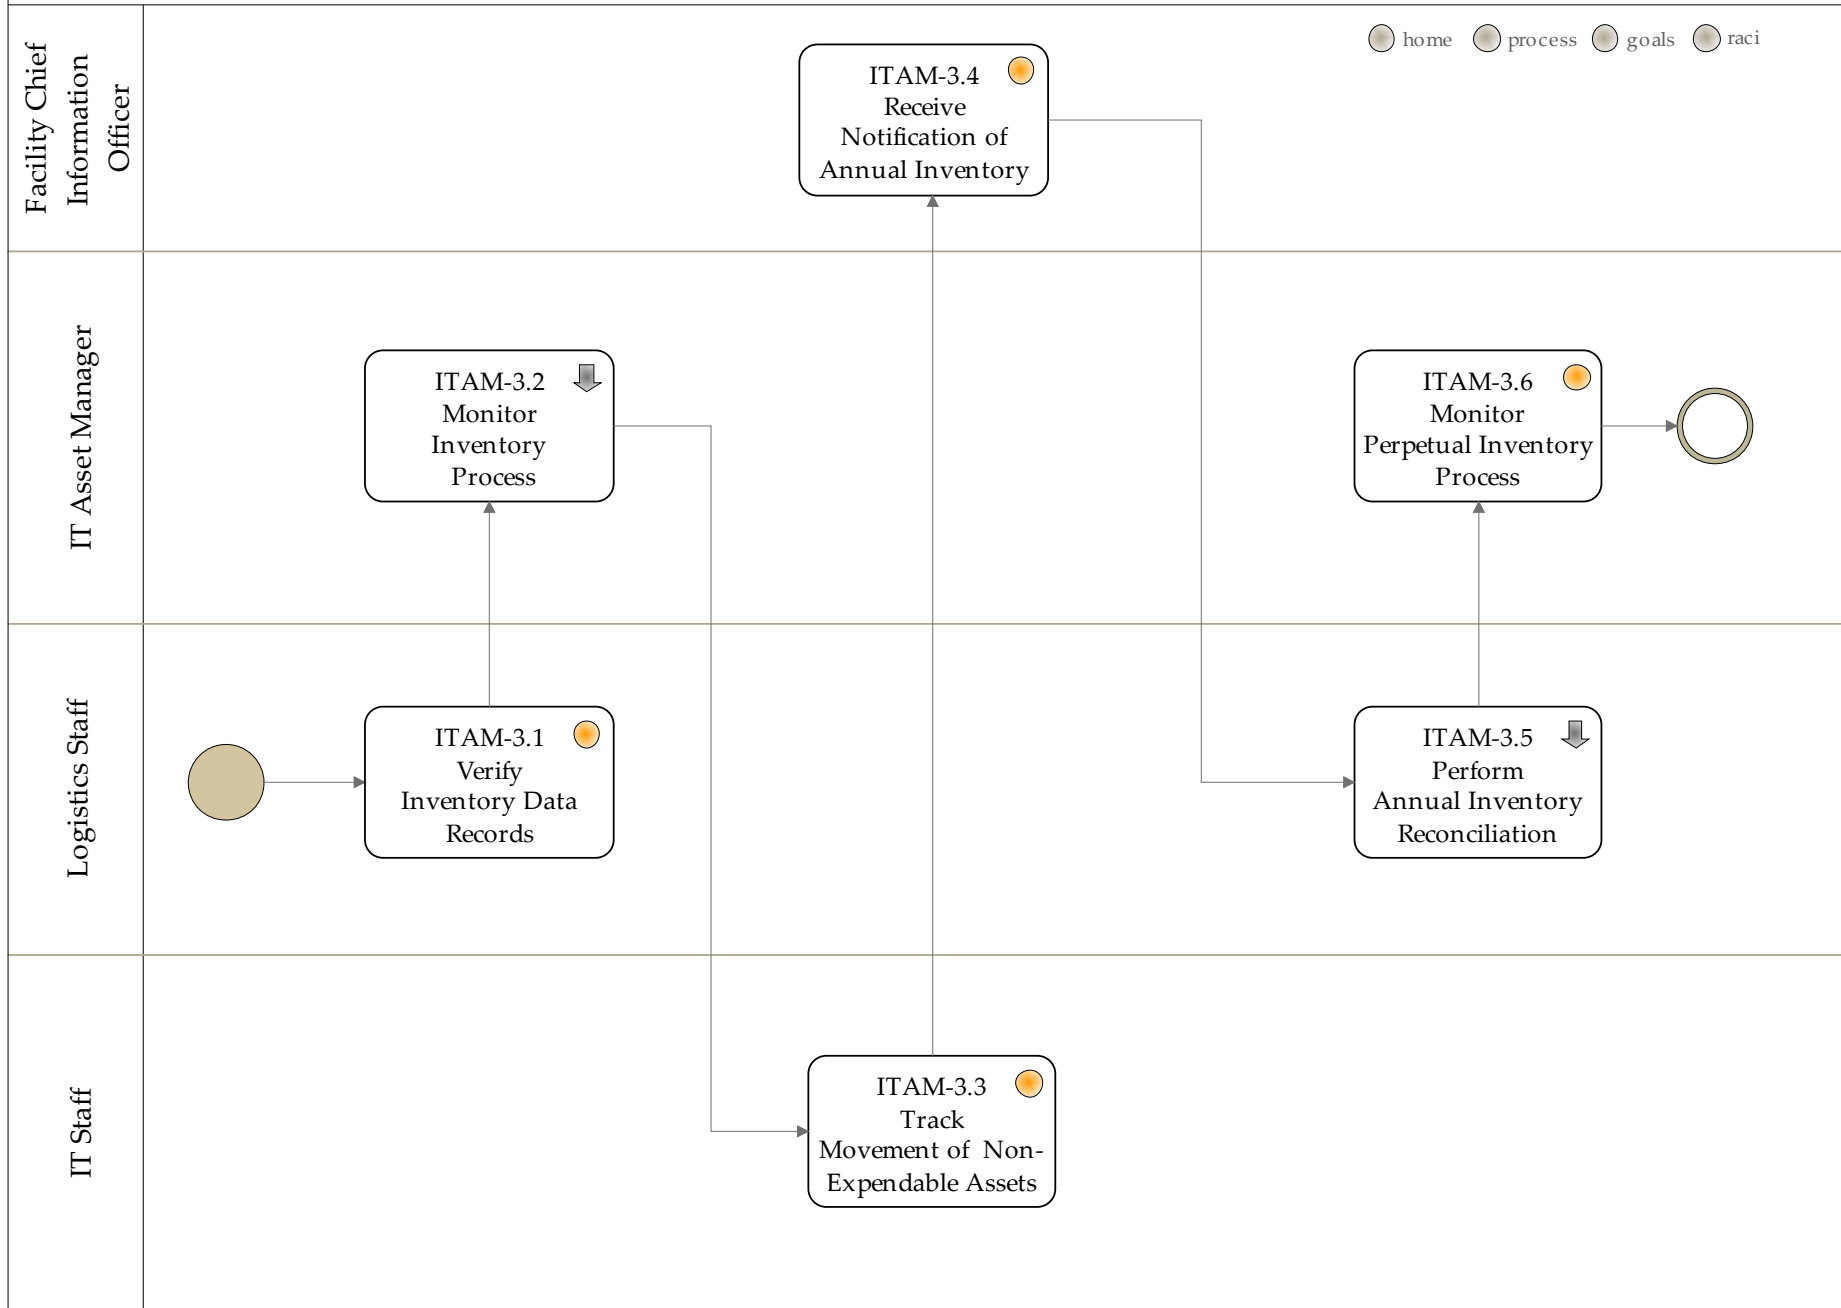 Facility Chief
Information
Officer
home
process
goals
raci
ITAM-3.4
Receive
Notification of
Annual Inventory
IT Asset Manager
ITAM-3.2
Monitor
Inventory
Process
ITAM-3.6
Monitor
Perpetual Inventory
Process
Logistics Staff
ITAM-3.1
Verify
Inventory Data
Records
ITAM-3.5
Perform
Annual Inventory
Reconciliation
IT Staff
ITAM-3.3
Track
Movement of Non-
Expendable Assets